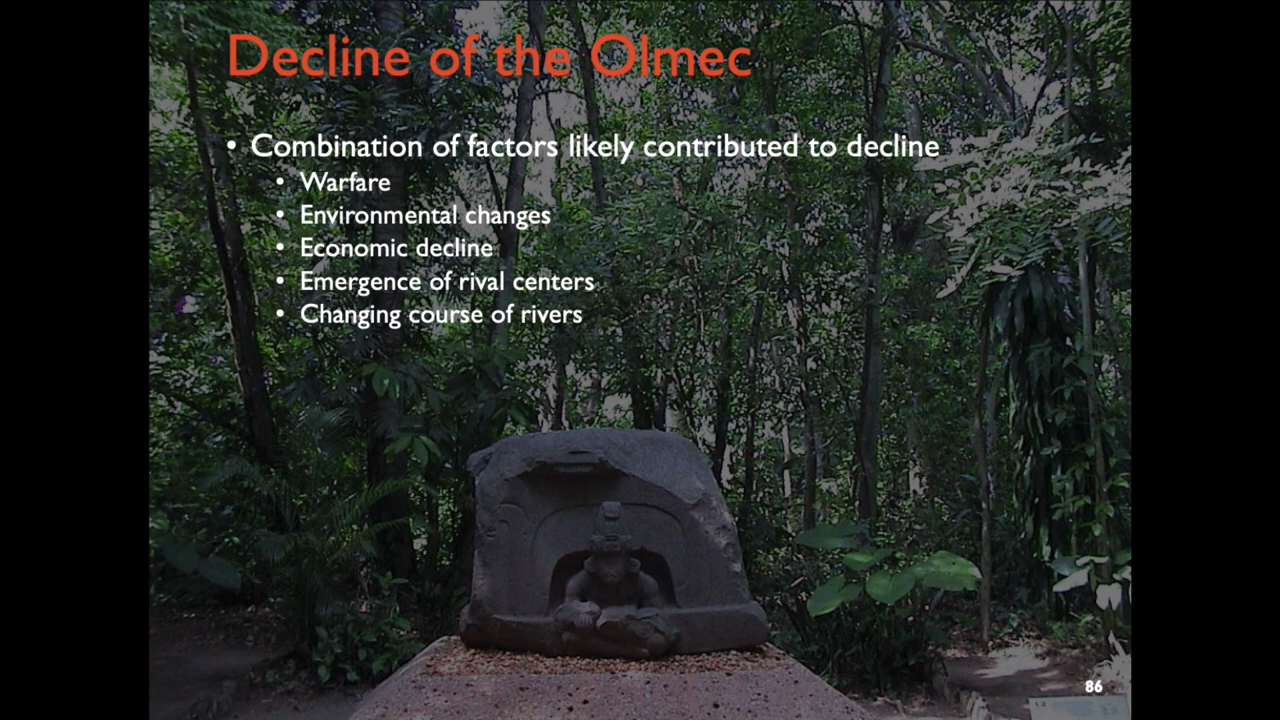 Decline of the Olmec
• Combination of factors likely contributed to decline
• Warfare
• Environmental changes
• Economic decline
• Emergence of rival centers
• Changing course of rivers
86